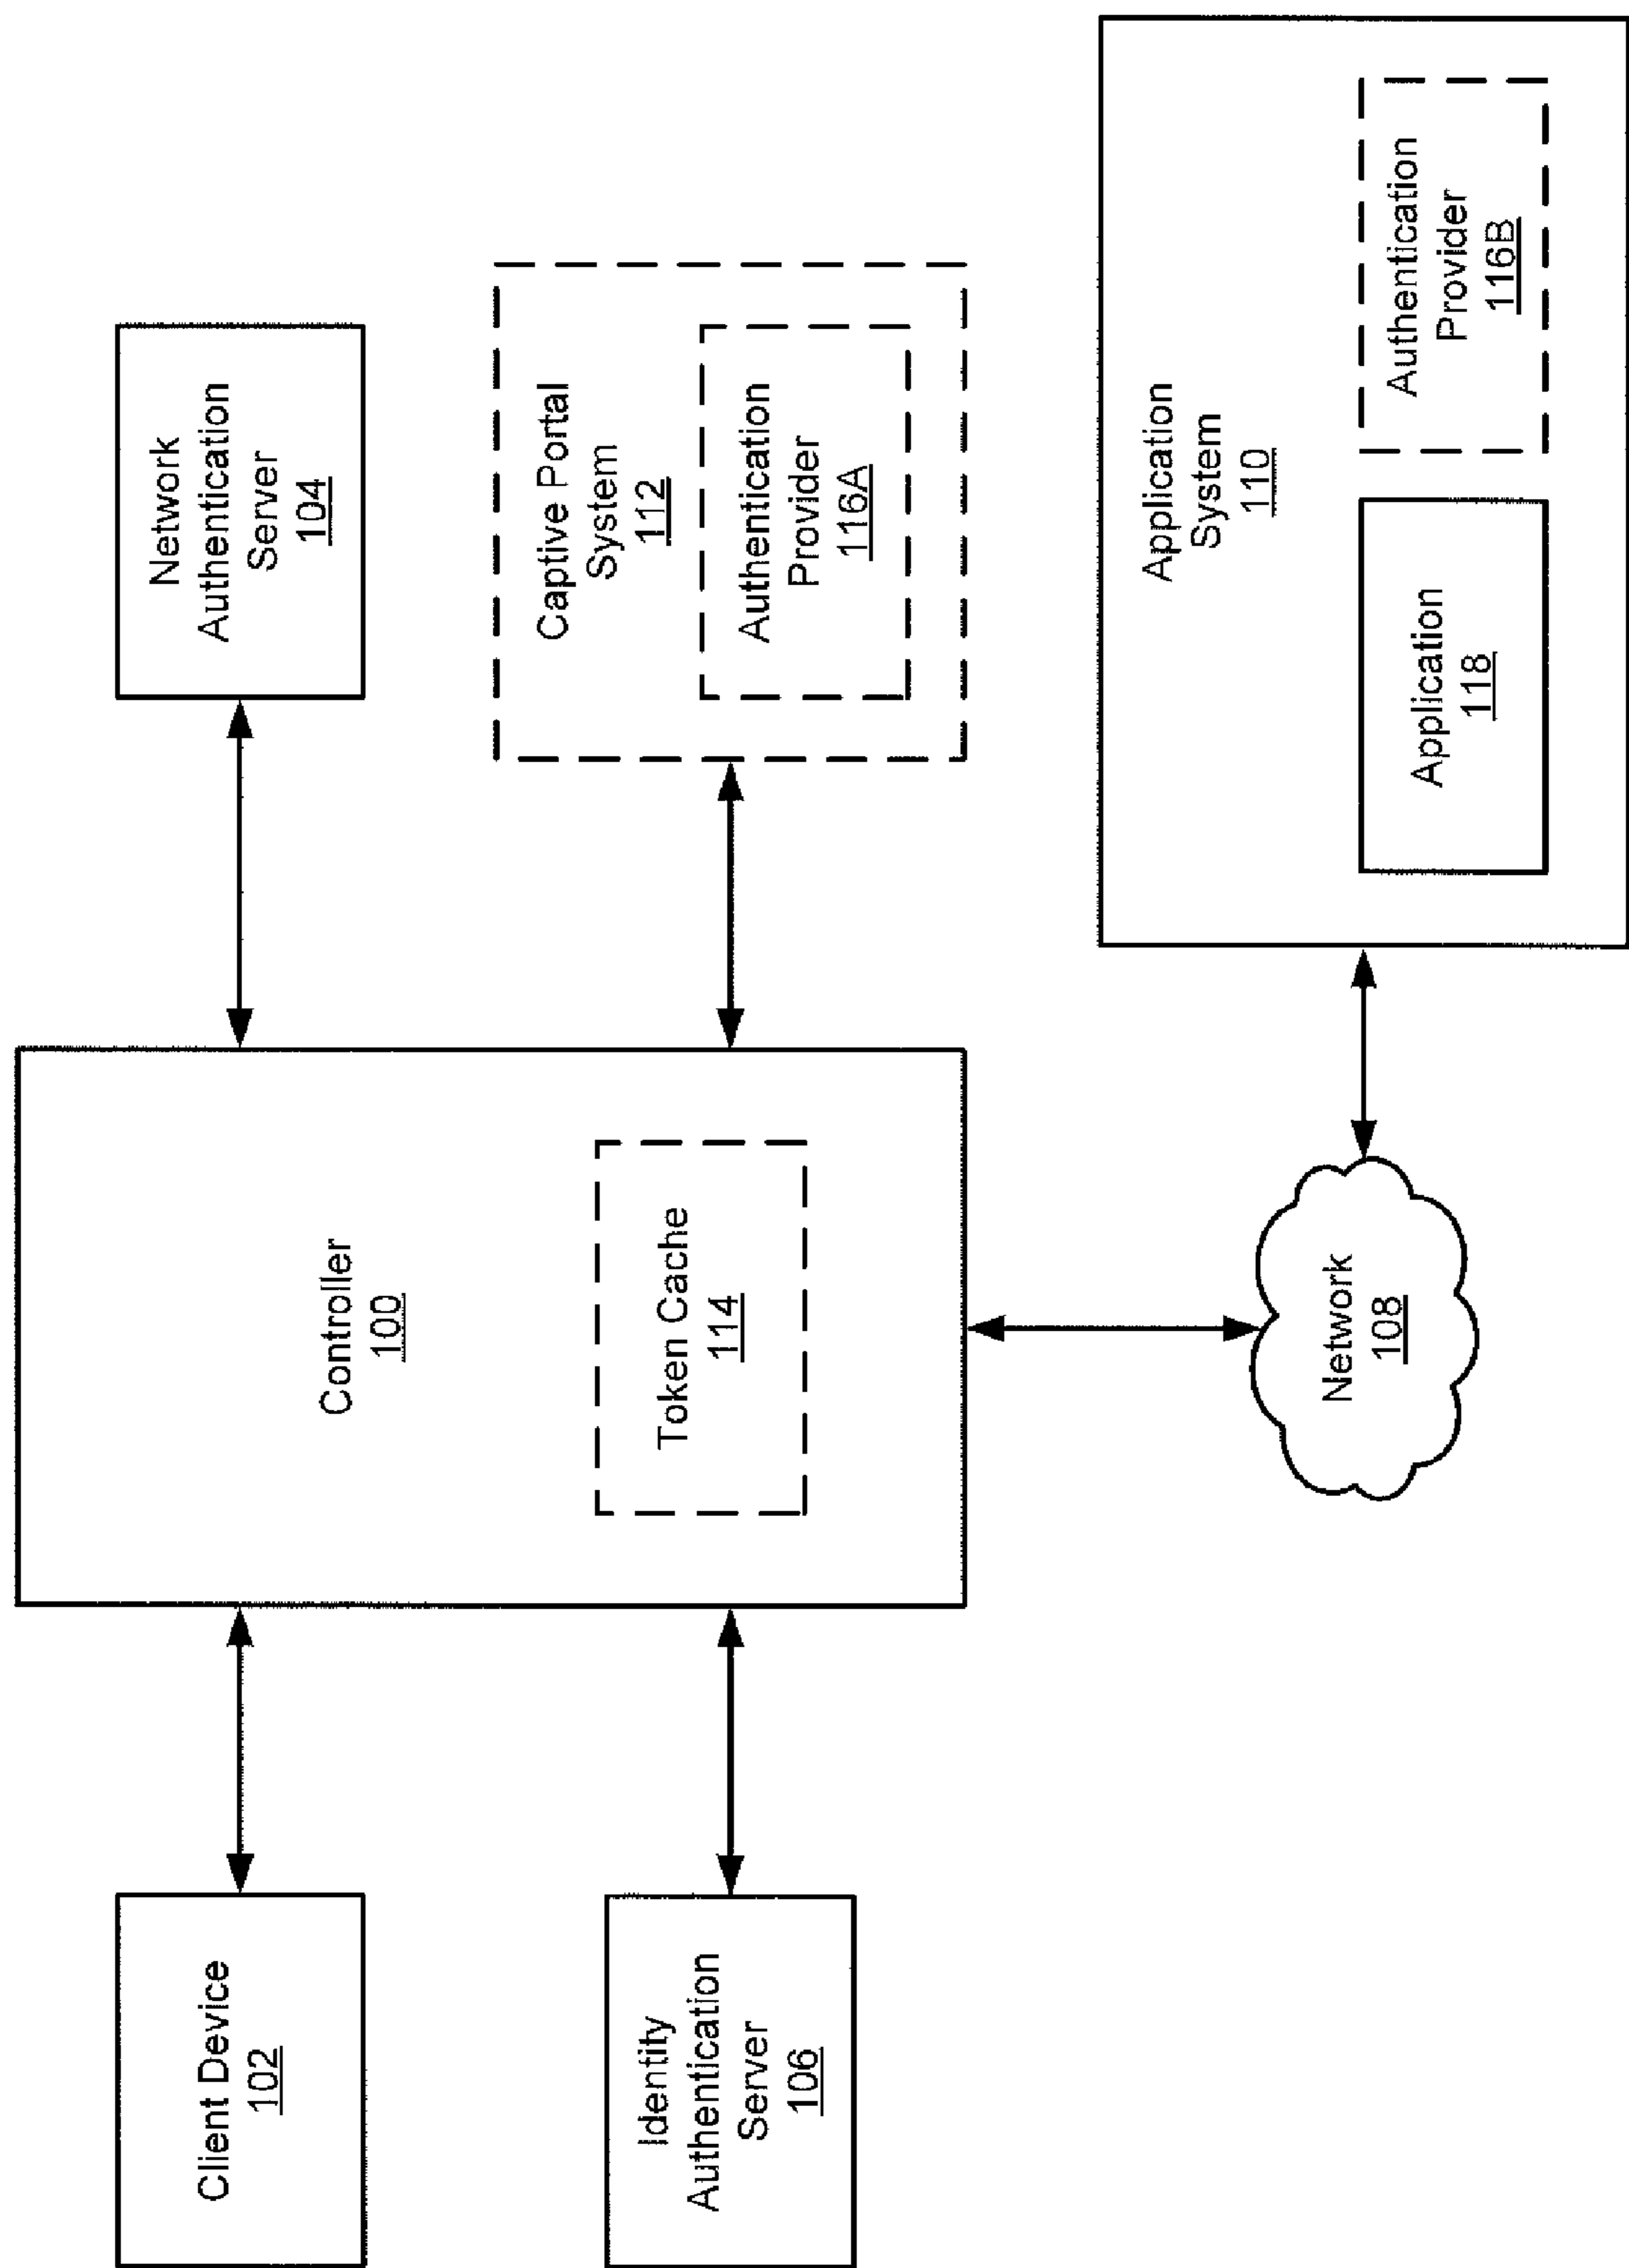 Client Device
102
Identity
Authentication
Server
106
Controller
100
Token Cache
114
Network
Authentication
Server
104
Captive Portal
System
112
Authentication
Provider
116A
Network
108
Application
System
110
Application
118
Authentication
Provider
116B